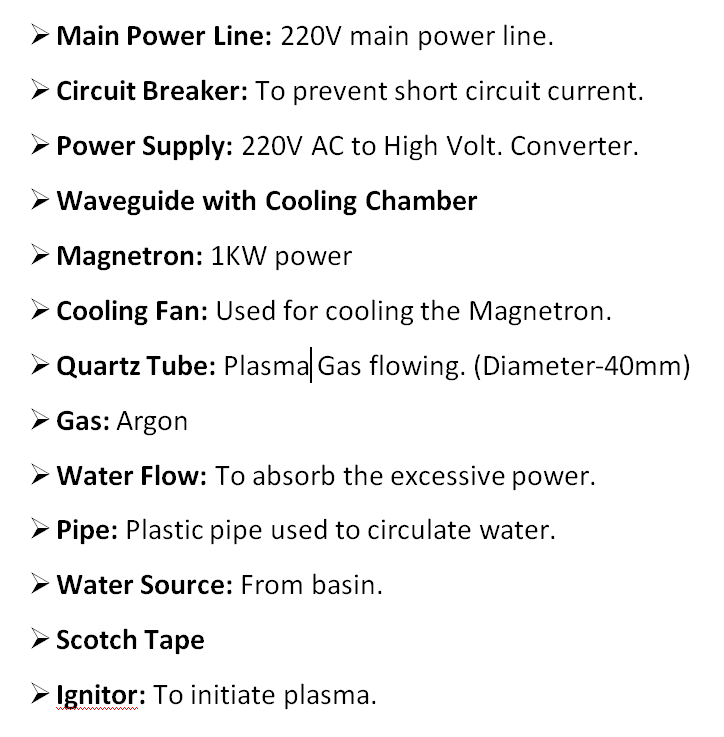 ➢ Main Power Line: 220V main power line.
➢ Circuit Breaker: To prevent short circuit current.
➢ Power Supply: 220V AC to High Volt. Converter.
➢ Waveguide with Cooling Chamber
➢ Magnetron: 1KW power
➢ Cooling Fan: Used for cooling the Magnetron.
➢ Quartz Tube: Plasma Gas flowing. (Diameter-40mm)
➢ Gas: Argon
➢ Water Flow: To absorb the excessive power.
➢ Pipe: Plastic pipe used to circulate water.
➢ Water Source: From basin.
➢ Scotch Tape
➢ Ignitor: To initiate plasma.